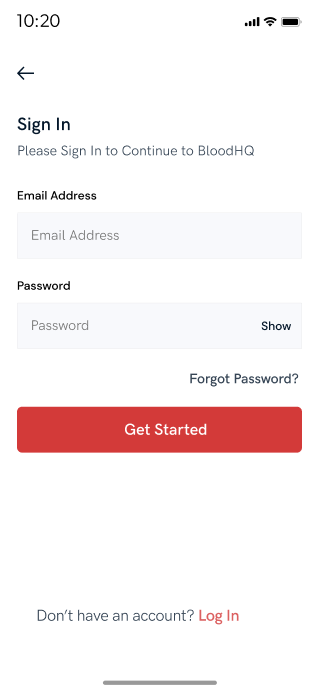 10:20
Sign In
Please Sign In to Continue to BloodHQ
Email Address
Email Address
Password
Password Show
Forgot Password?
Get Started
Don’t have an account? Log In